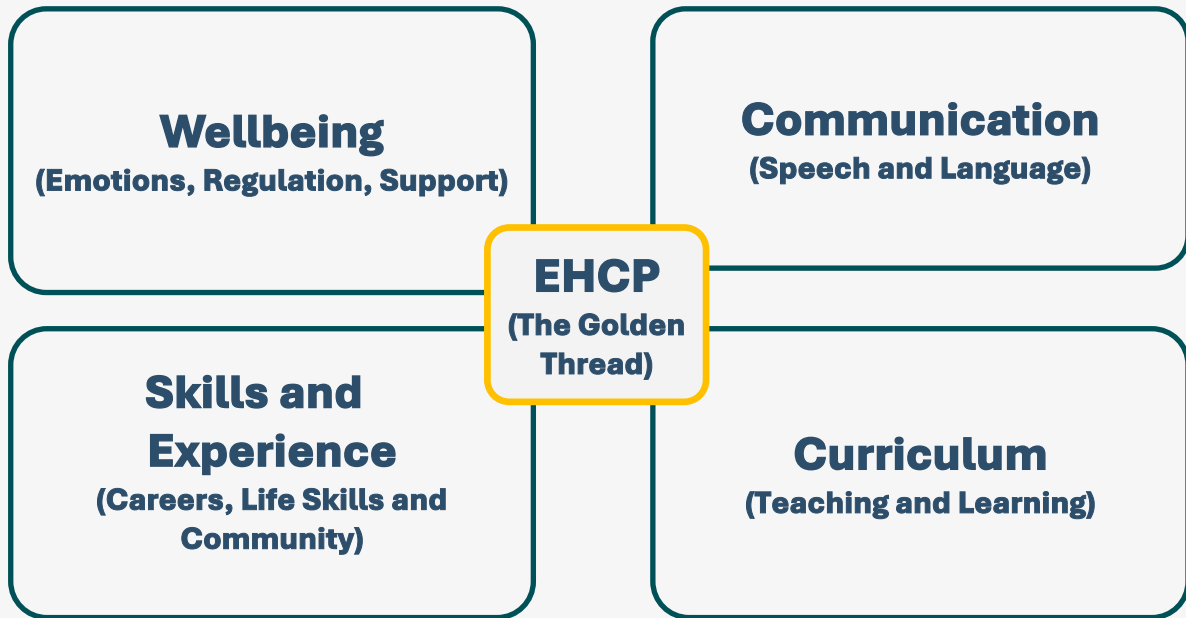 Wellbeing
(Emotions, Regulation, Support)
Communication
(Speech and Language)
EHCP
(The Golden
Thread)
Skills and
Experience
(Careers, Life Skills and
Community)
Curriculum
(Teaching and Learning)